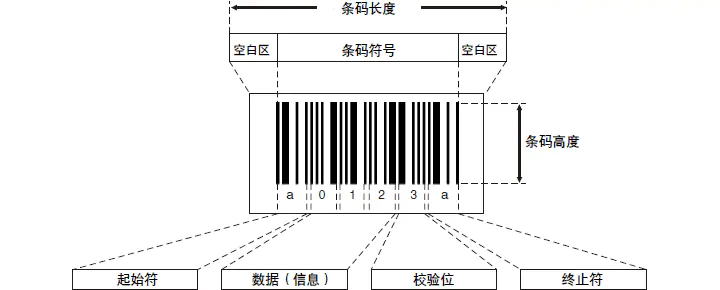 条码长度
空白区 条码符号 空白区
条码高度
a 0 1 2 3 a
起始符 数据（信息） 校验位 终止符